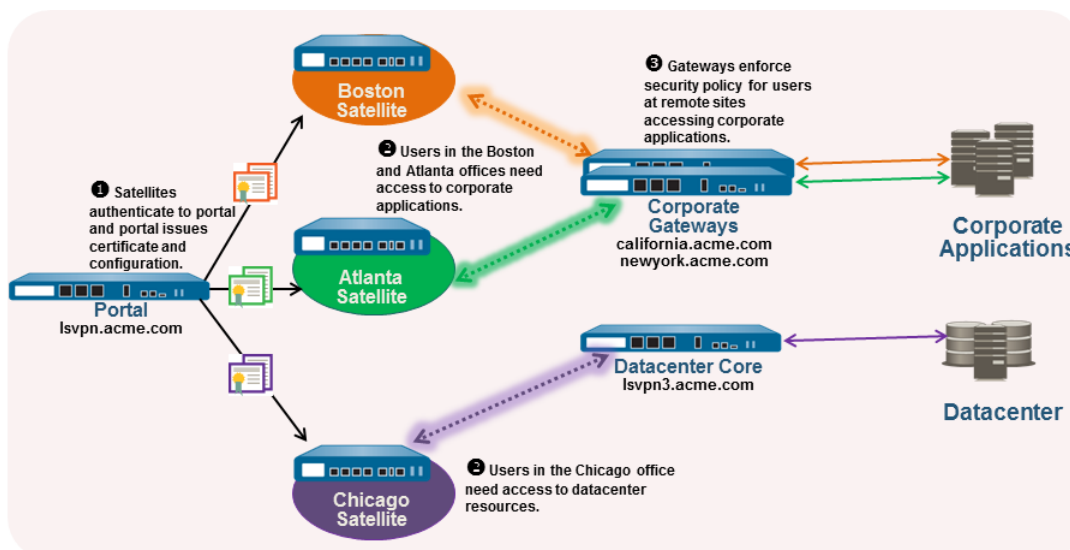 Boston
Satellite
❸ Gateways enforce
security policy for users
at remote sites
accessing corporate
applications.
❷ Users in the Boston
and Atlanta offices need
access to corporate
applications.
❶ Satellites
authenticate to portal
and portal issues
certificate and
configuration.
Corporate
Gateways
california.acme.com
newyork.acme.com
Corporate
Applications
Atlanta
Satellite
Portal
lsvpn.acme.com
Datacenter Core
lsvpn3.acme.com
Datacenter
❷ Users in the Chicago office
need access to datacenter
resources.
Chicago
Satellite